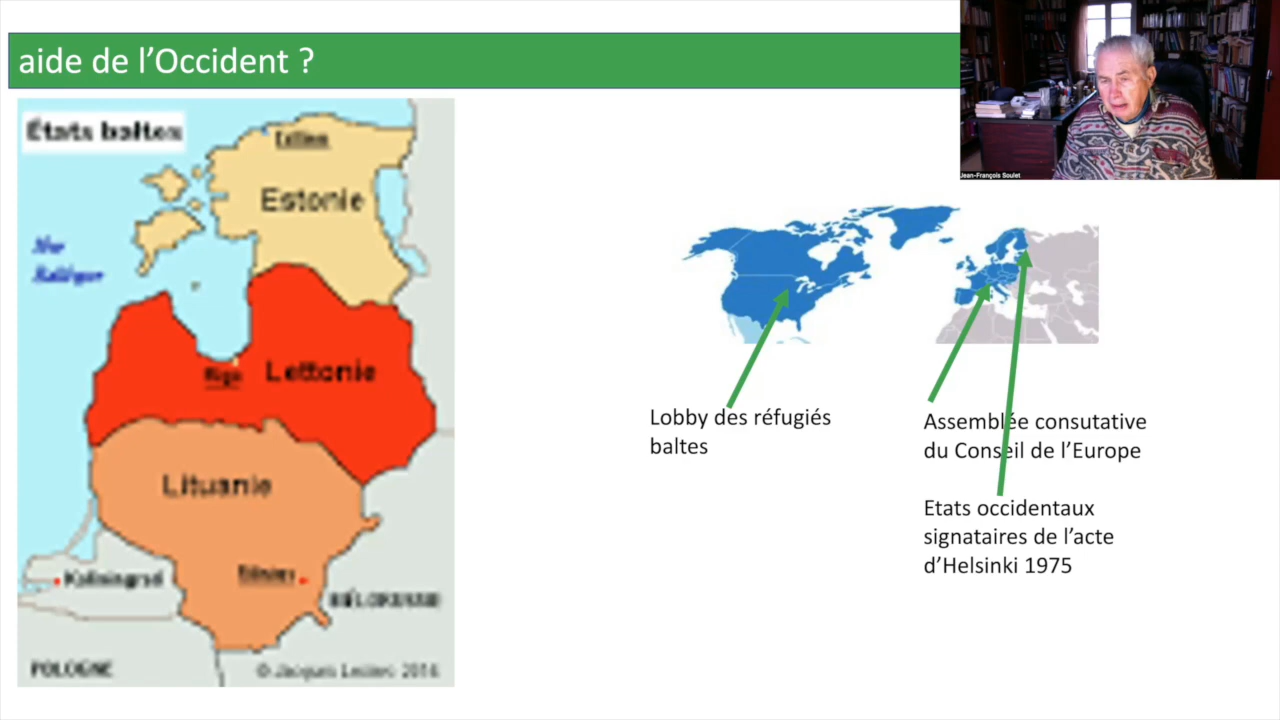 aide de l'Occident ?
Jean-François Soulet
États baltes
Tallinn
Estonie
Mer
Baltique
Riga
Lettonie
Lituanie
Kaliningrad
Vilnius
BÉLORUSSIE
POLOGNE
© Jacques Leclerc 2016
Lobby des réfugiés
baltes
Assemblée consutative
du Conseil de l'Europe
Etats occidentaux
signataires de l'acte
d'Helsinki 1975